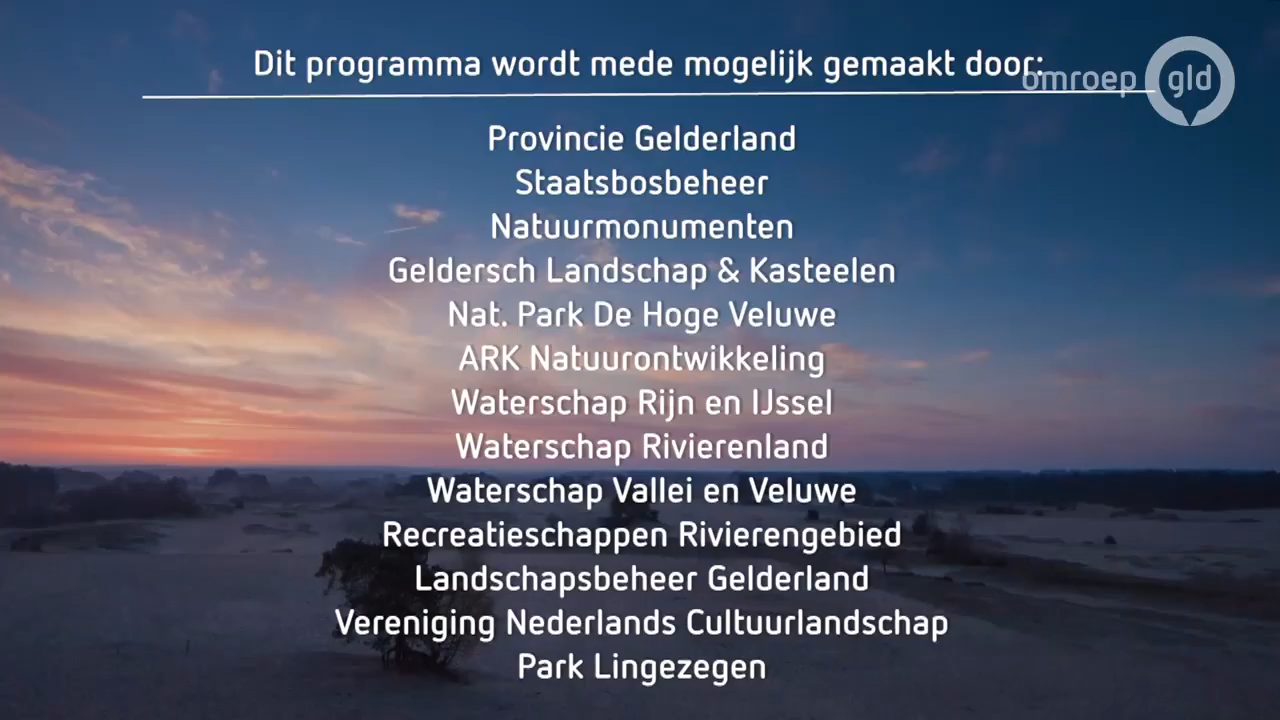 Dit programma wordt mede mogelijk gemaakt door:
omroep gld
Provincie Gelderland
Staatsbosbeheer
Natuurmonumenten
Geldersch Landschap & Kasteelen
Nat. Park De Hoge Veluwe
ARK Natuurontwikkeling
Waterschap Rijn en IJssel
Waterschap Rivierenland
Waterschap Vallei en Veluwe
Recreatieschappen Rivierengebied
Landschapsbeheer Gelderland
Vereniging Nederlands Cultuurlandschap
Park Lingezegen